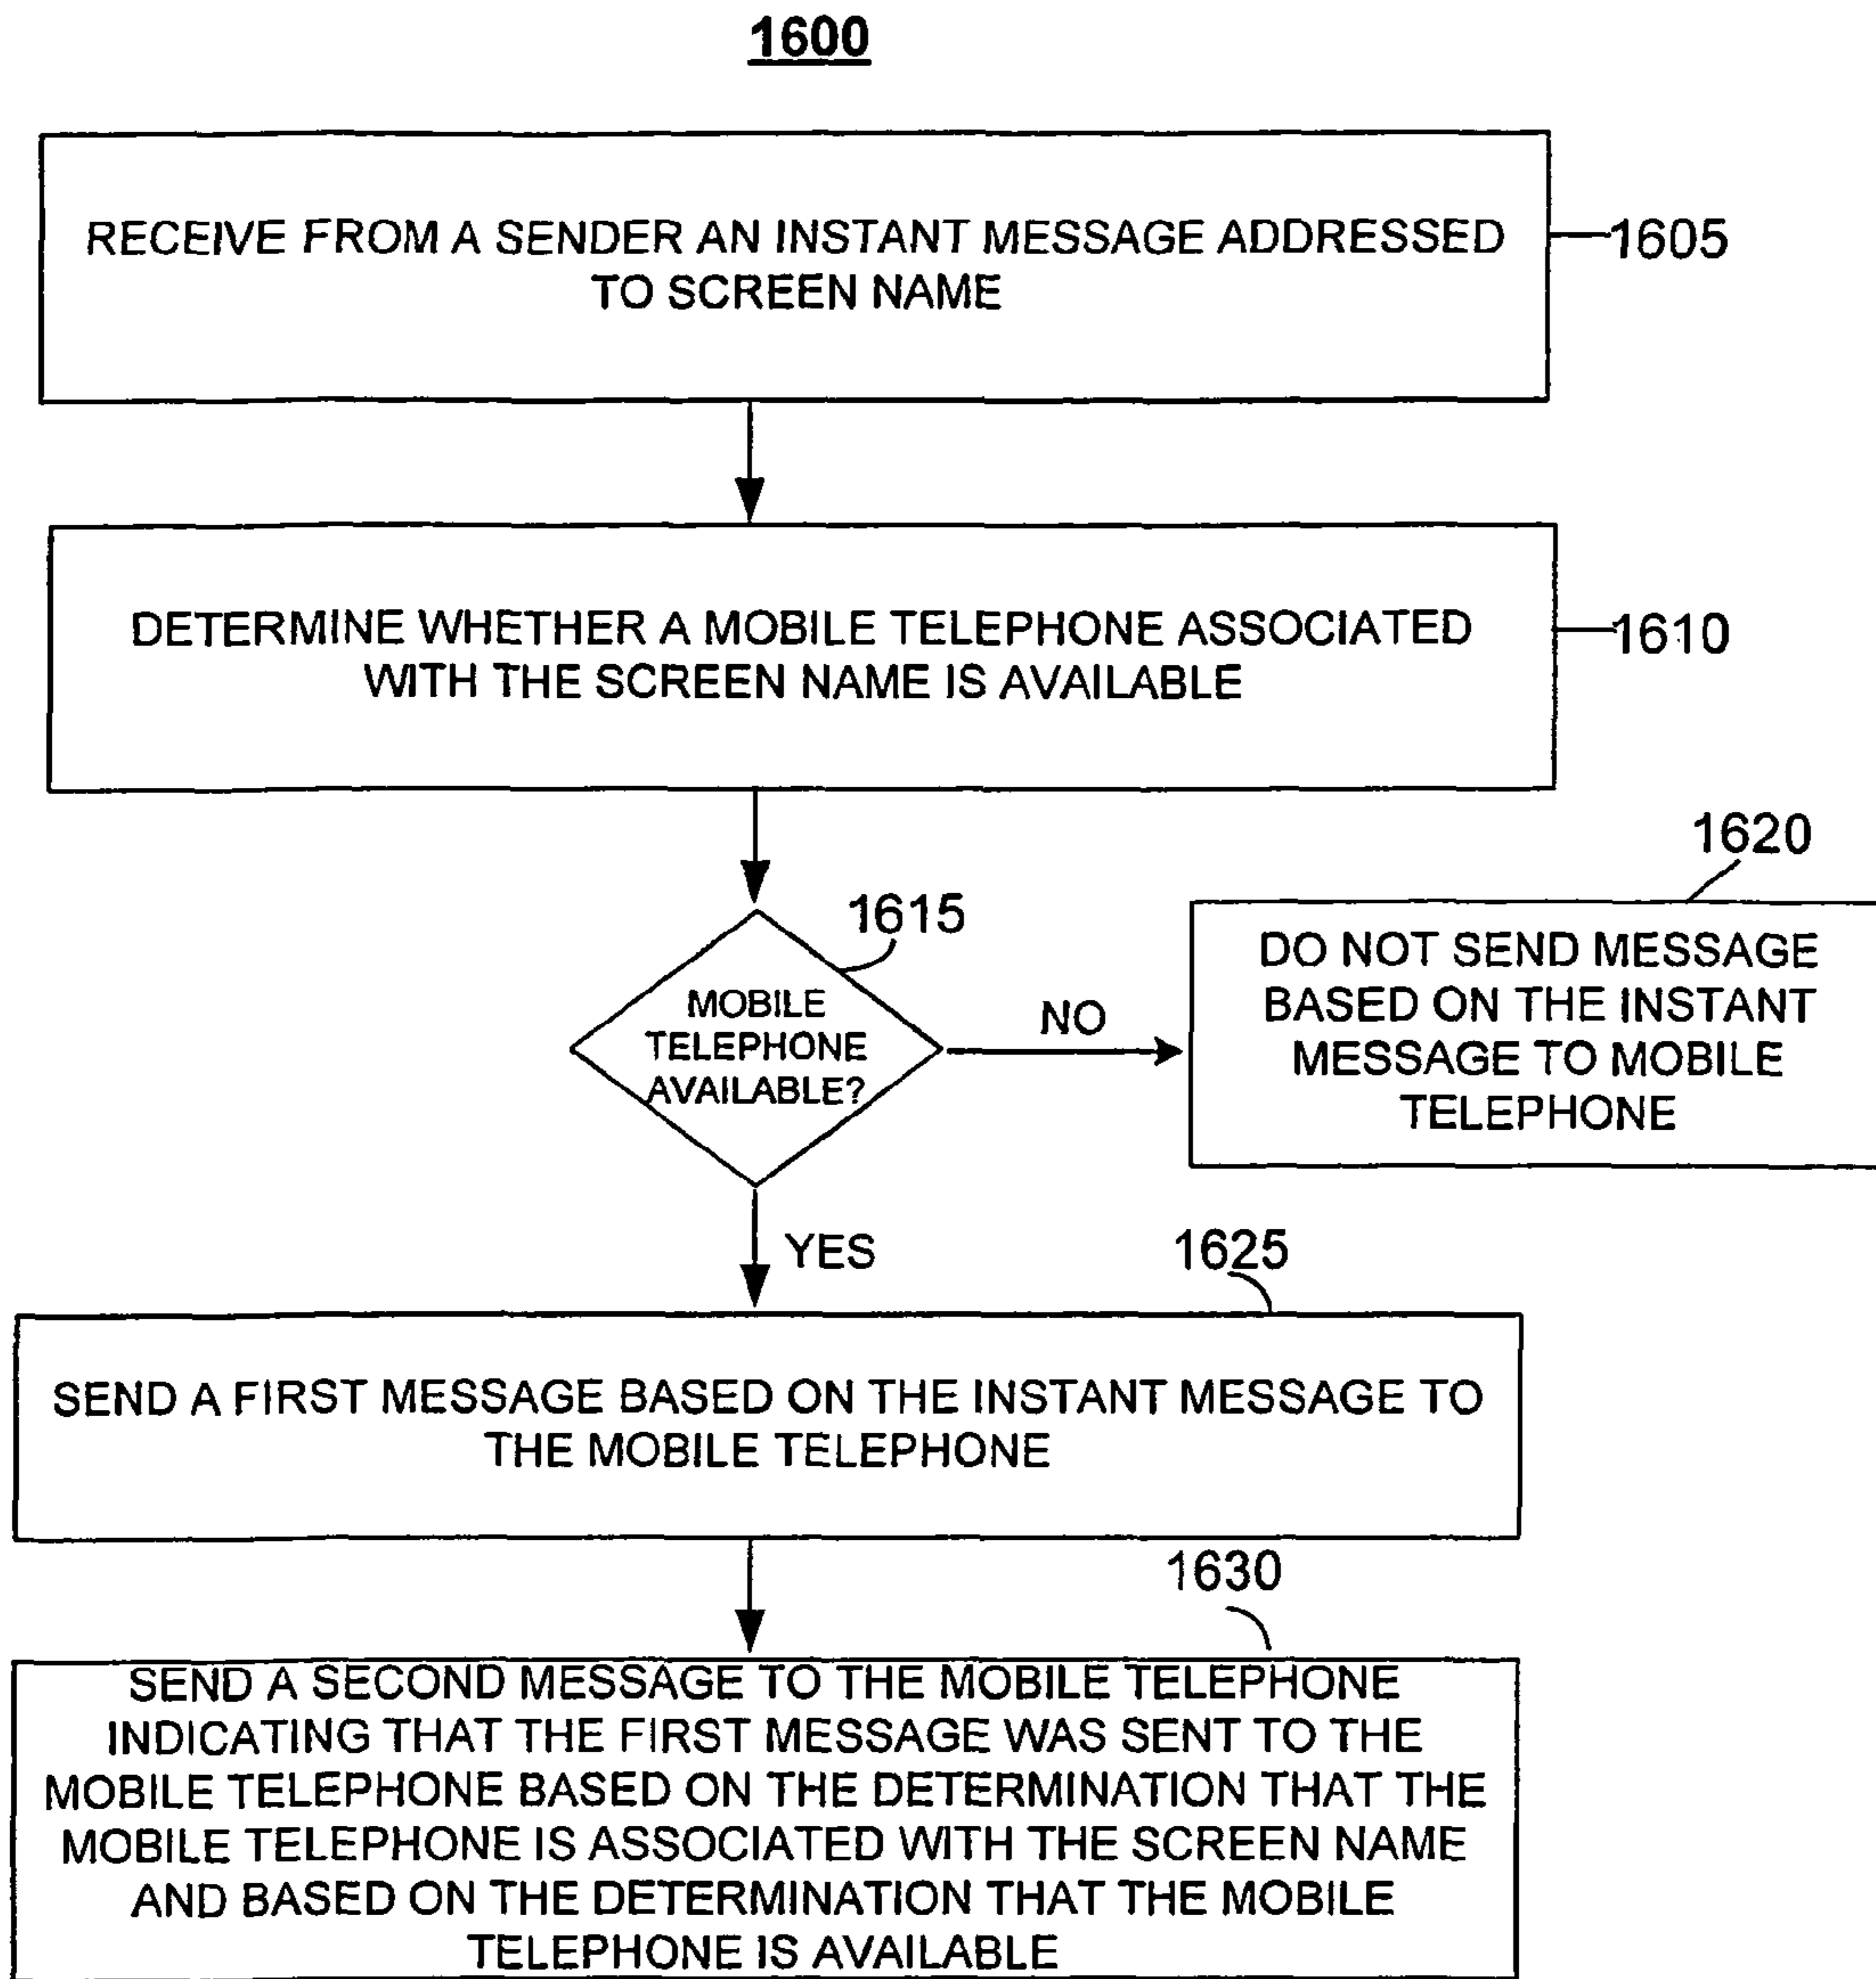 1600
RECEIVE FROM A SENDER AN INSTANT MESSAGE ADDRESSED
TO SCREEN NAME
1605
DETERMINE WHETHER A MOBILE TELEPHONE ASSOCIATED
WITH THE SCREEN NAME IS AVAILABLE
1610
1615
MOBILE
TELEPHONE
AVAILABLE?
NO
1620
DO NOT SEND MESSAGE
BASED ON THE INSTANT
MESSAGE TO MOBILE
TELEPHONE
YES
1625
SEND A FIRST MESSAGE BASED ON THE INSTANT MESSAGE TO
THE MOBILE TELEPHONE
1630
SEND A SECOND MESSAGE TO THE MOBILE TELEPHONE
INDICATING THAT THE FIRST MESSAGE WAS SENT TO THE
MOBILE TELEPHONE BASED ON THE DETERMINATION THAT THE
MOBILE TELEPHONE IS ASSOCIATED WITH THE SCREEN NAME
AND BASED ON THE DETERMINATION THAT THE MOBILE
TELEPHONE IS AVAILABLE